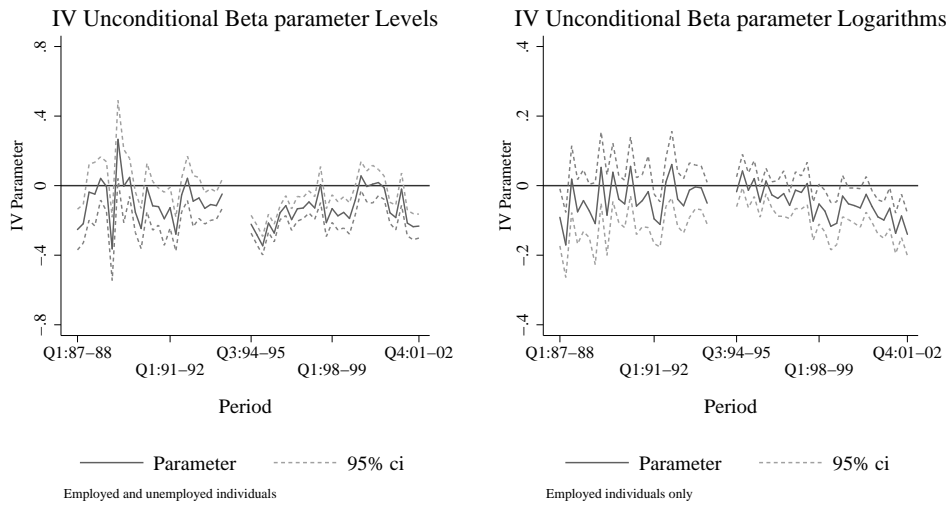 IV Unconditional Beta parameter Levels
IV Parameter
.8
.4
0
−.4
−.8
Q1:87−88
Q3:94−95
Q4:01−02
Q1:91−92
Q1:98−99
Period
Parameter
95% ci
Employed and unemployed individuals
IV Unconditional Beta parameter Logarithms
IV Parameter
.4
.2
0
−.2
−.4
Q1:87−88
Q3:94−95
Q4:01−02
Q1:91−92
Q1:98−99
Period
Parameter
95% ci
Employed individuals only